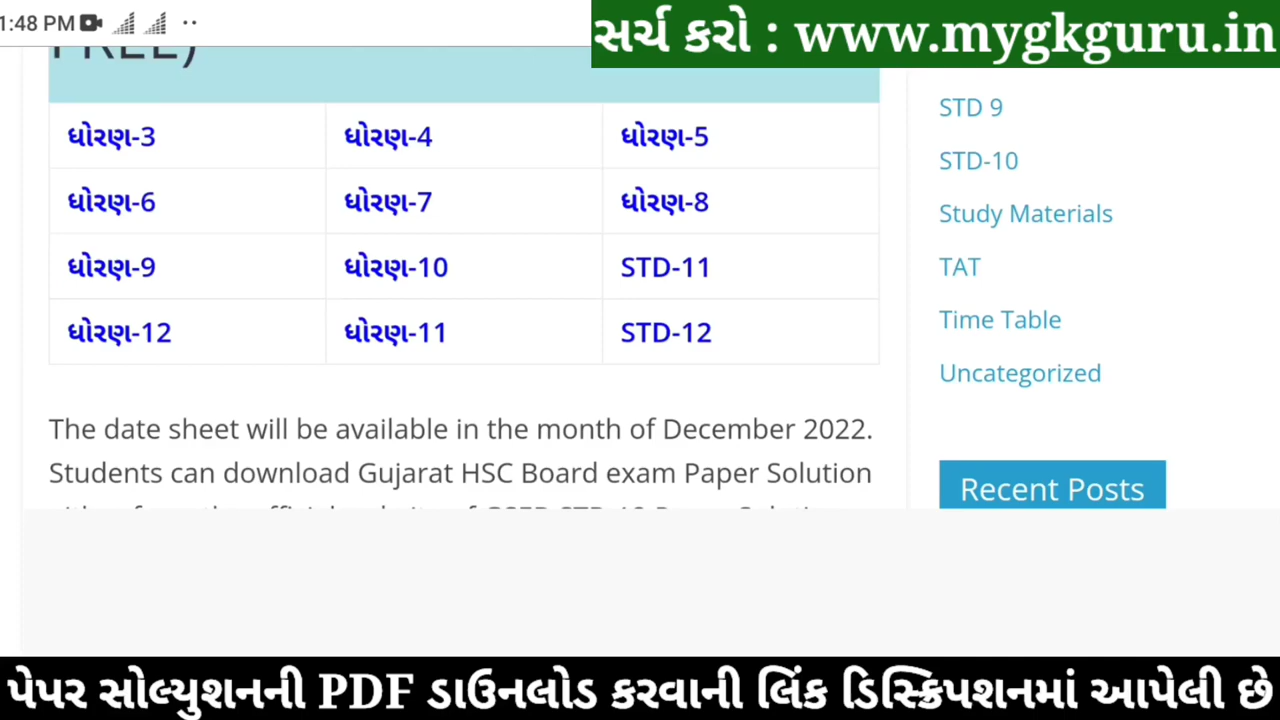 1:48 PM
સર્ચ કરો : www.mygkguru.in
FREE)
ધોરણ-3 ધોરણ-4 ધોરણ-5
ધોરણ-6 ધોરણ-7 ધોરણ-8
ધોરણ-9 ધોરણ-10 STD-11
ધોરણ-12 ધોરણ-11 STD-12
The date sheet will be available in the month of December 2022.
Students can download Gujarat HSC Board exam Paper Solution
STD 9
STD-10
Study Materials
TAT
Time Table
Uncategorized
Recent Posts
પેપર સોલ્યુશનની PDF ડાઉનલોડ કરવાની લિંક ડિસ્ક્રિપશનમાં આપેલી છે